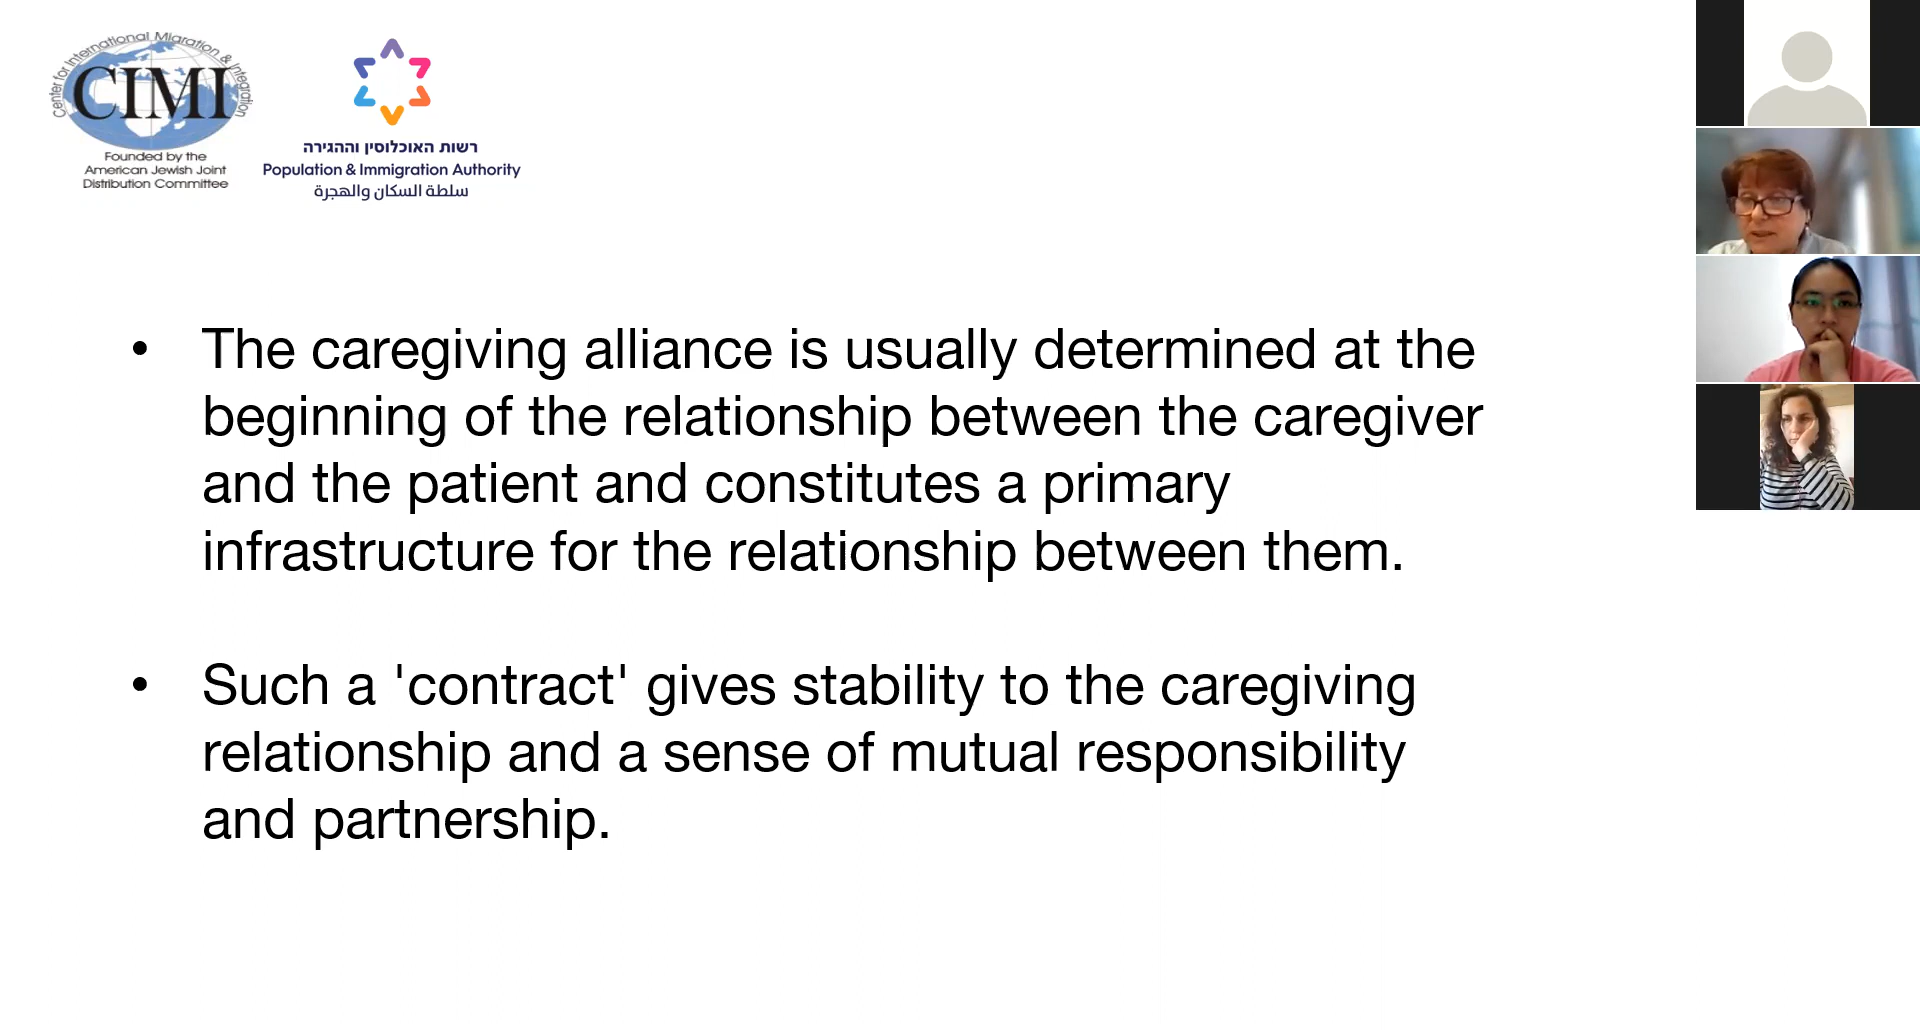 Center for International Migration & Integration
CIMI
Founded by the
American Jewish Joint
Distribution Committee
רשות האוכלוסין וההגירה
Population & Immigration Authority
سلطة السكان والهجرة
• The caregiving alliance is usually determined at the
beginning of the relationship between the caregiver
and the patient and constitutes a primary
infrastructure for the relationship between them.
• Such a 'contract' gives stability to the caregiving
relationship and a sense of mutual responsibility
and partnership.